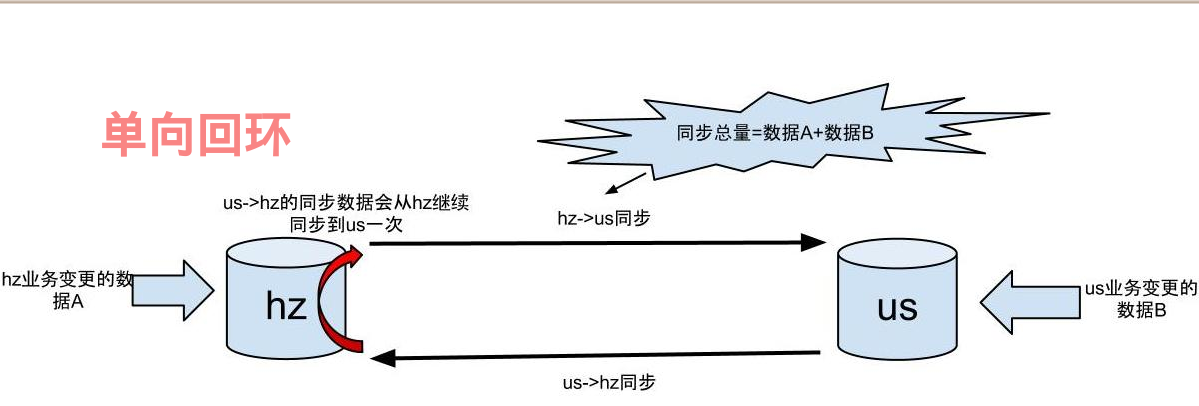 单向回环
同步总量=数据A+数据B
us->hz的同步数据会从hz继续
同步到us一次
hz->us同步
hz业务变更的数
据A
hz
us
us业务变更的
数据B
us->hz同步